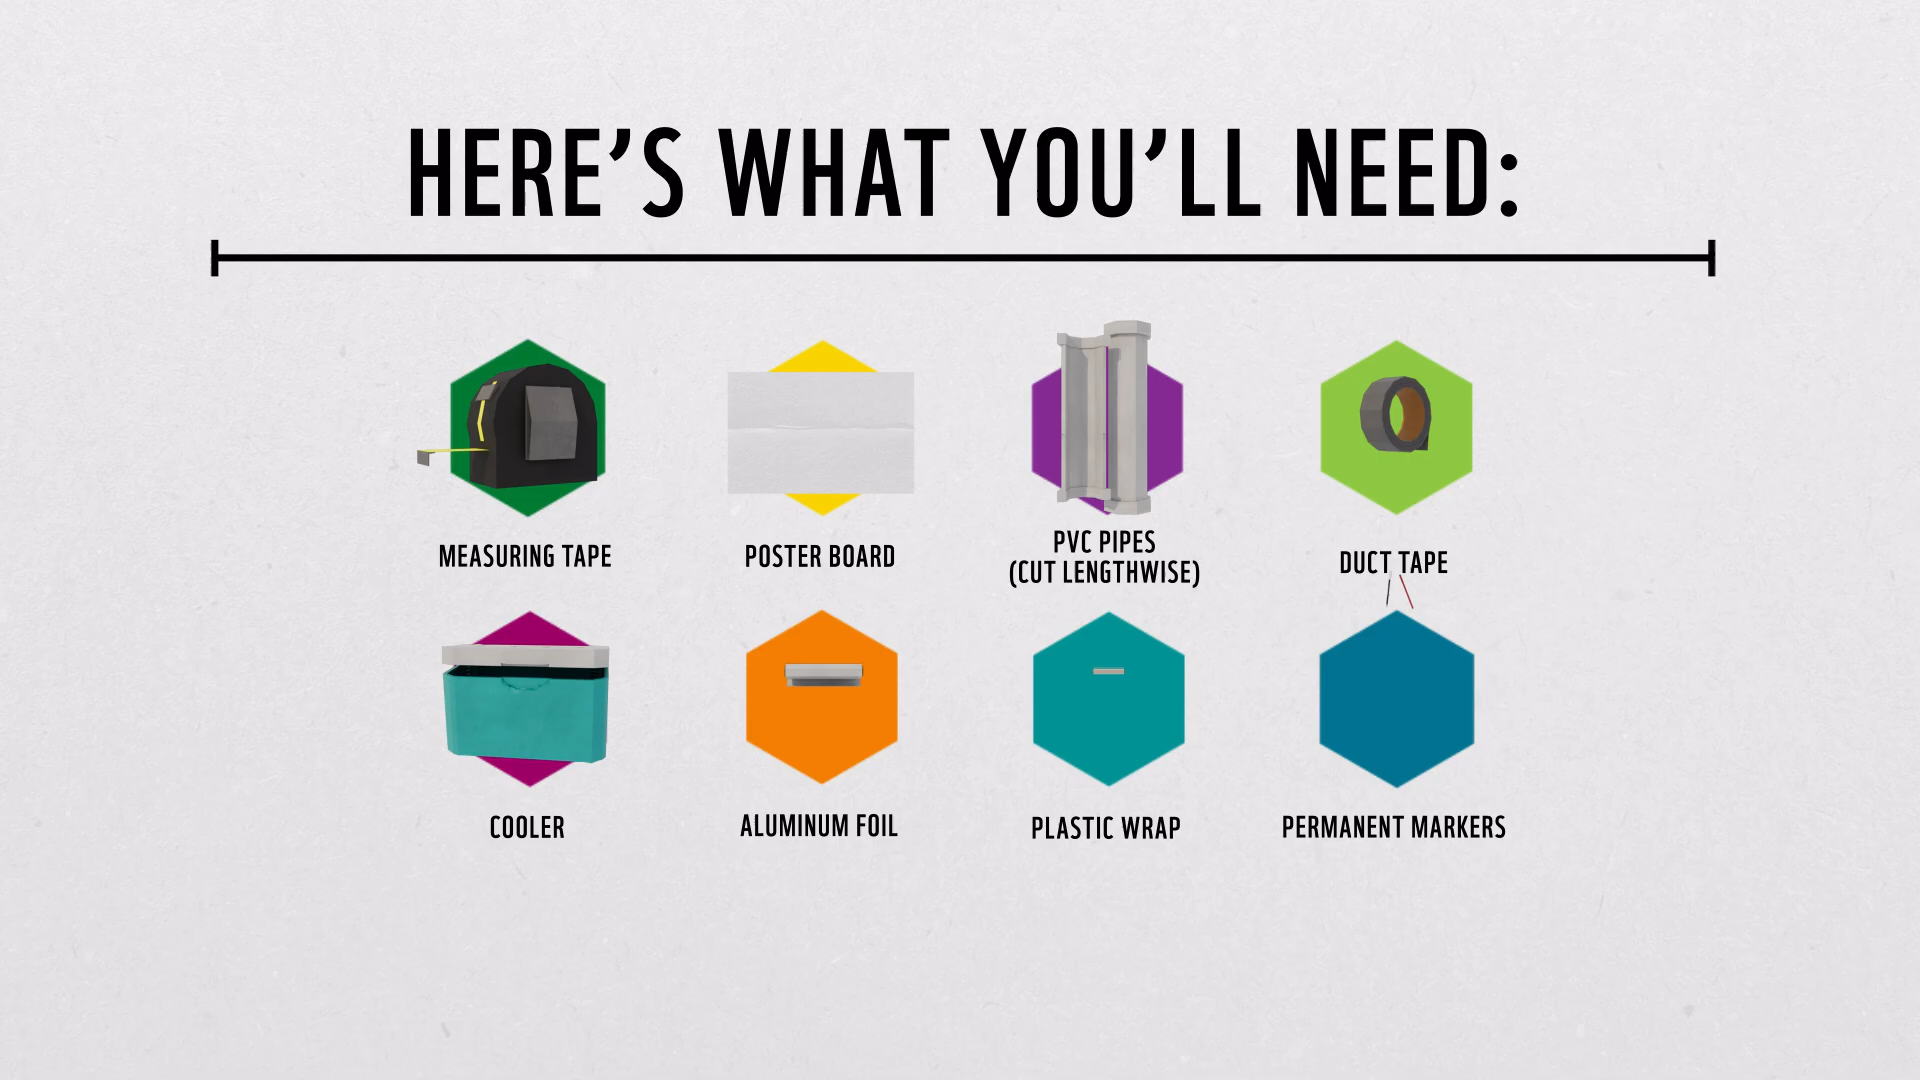 HERE’S WHAT YOU’LL NEED:
MEASURING TAPE
POSTER BOARD
PVC PIPES
(CUT LENGTHWISE)
DUCT TAPE
COOLER
ALUMINUM FOIL
PLASTIC WRAP
PERMANENT MARKERS